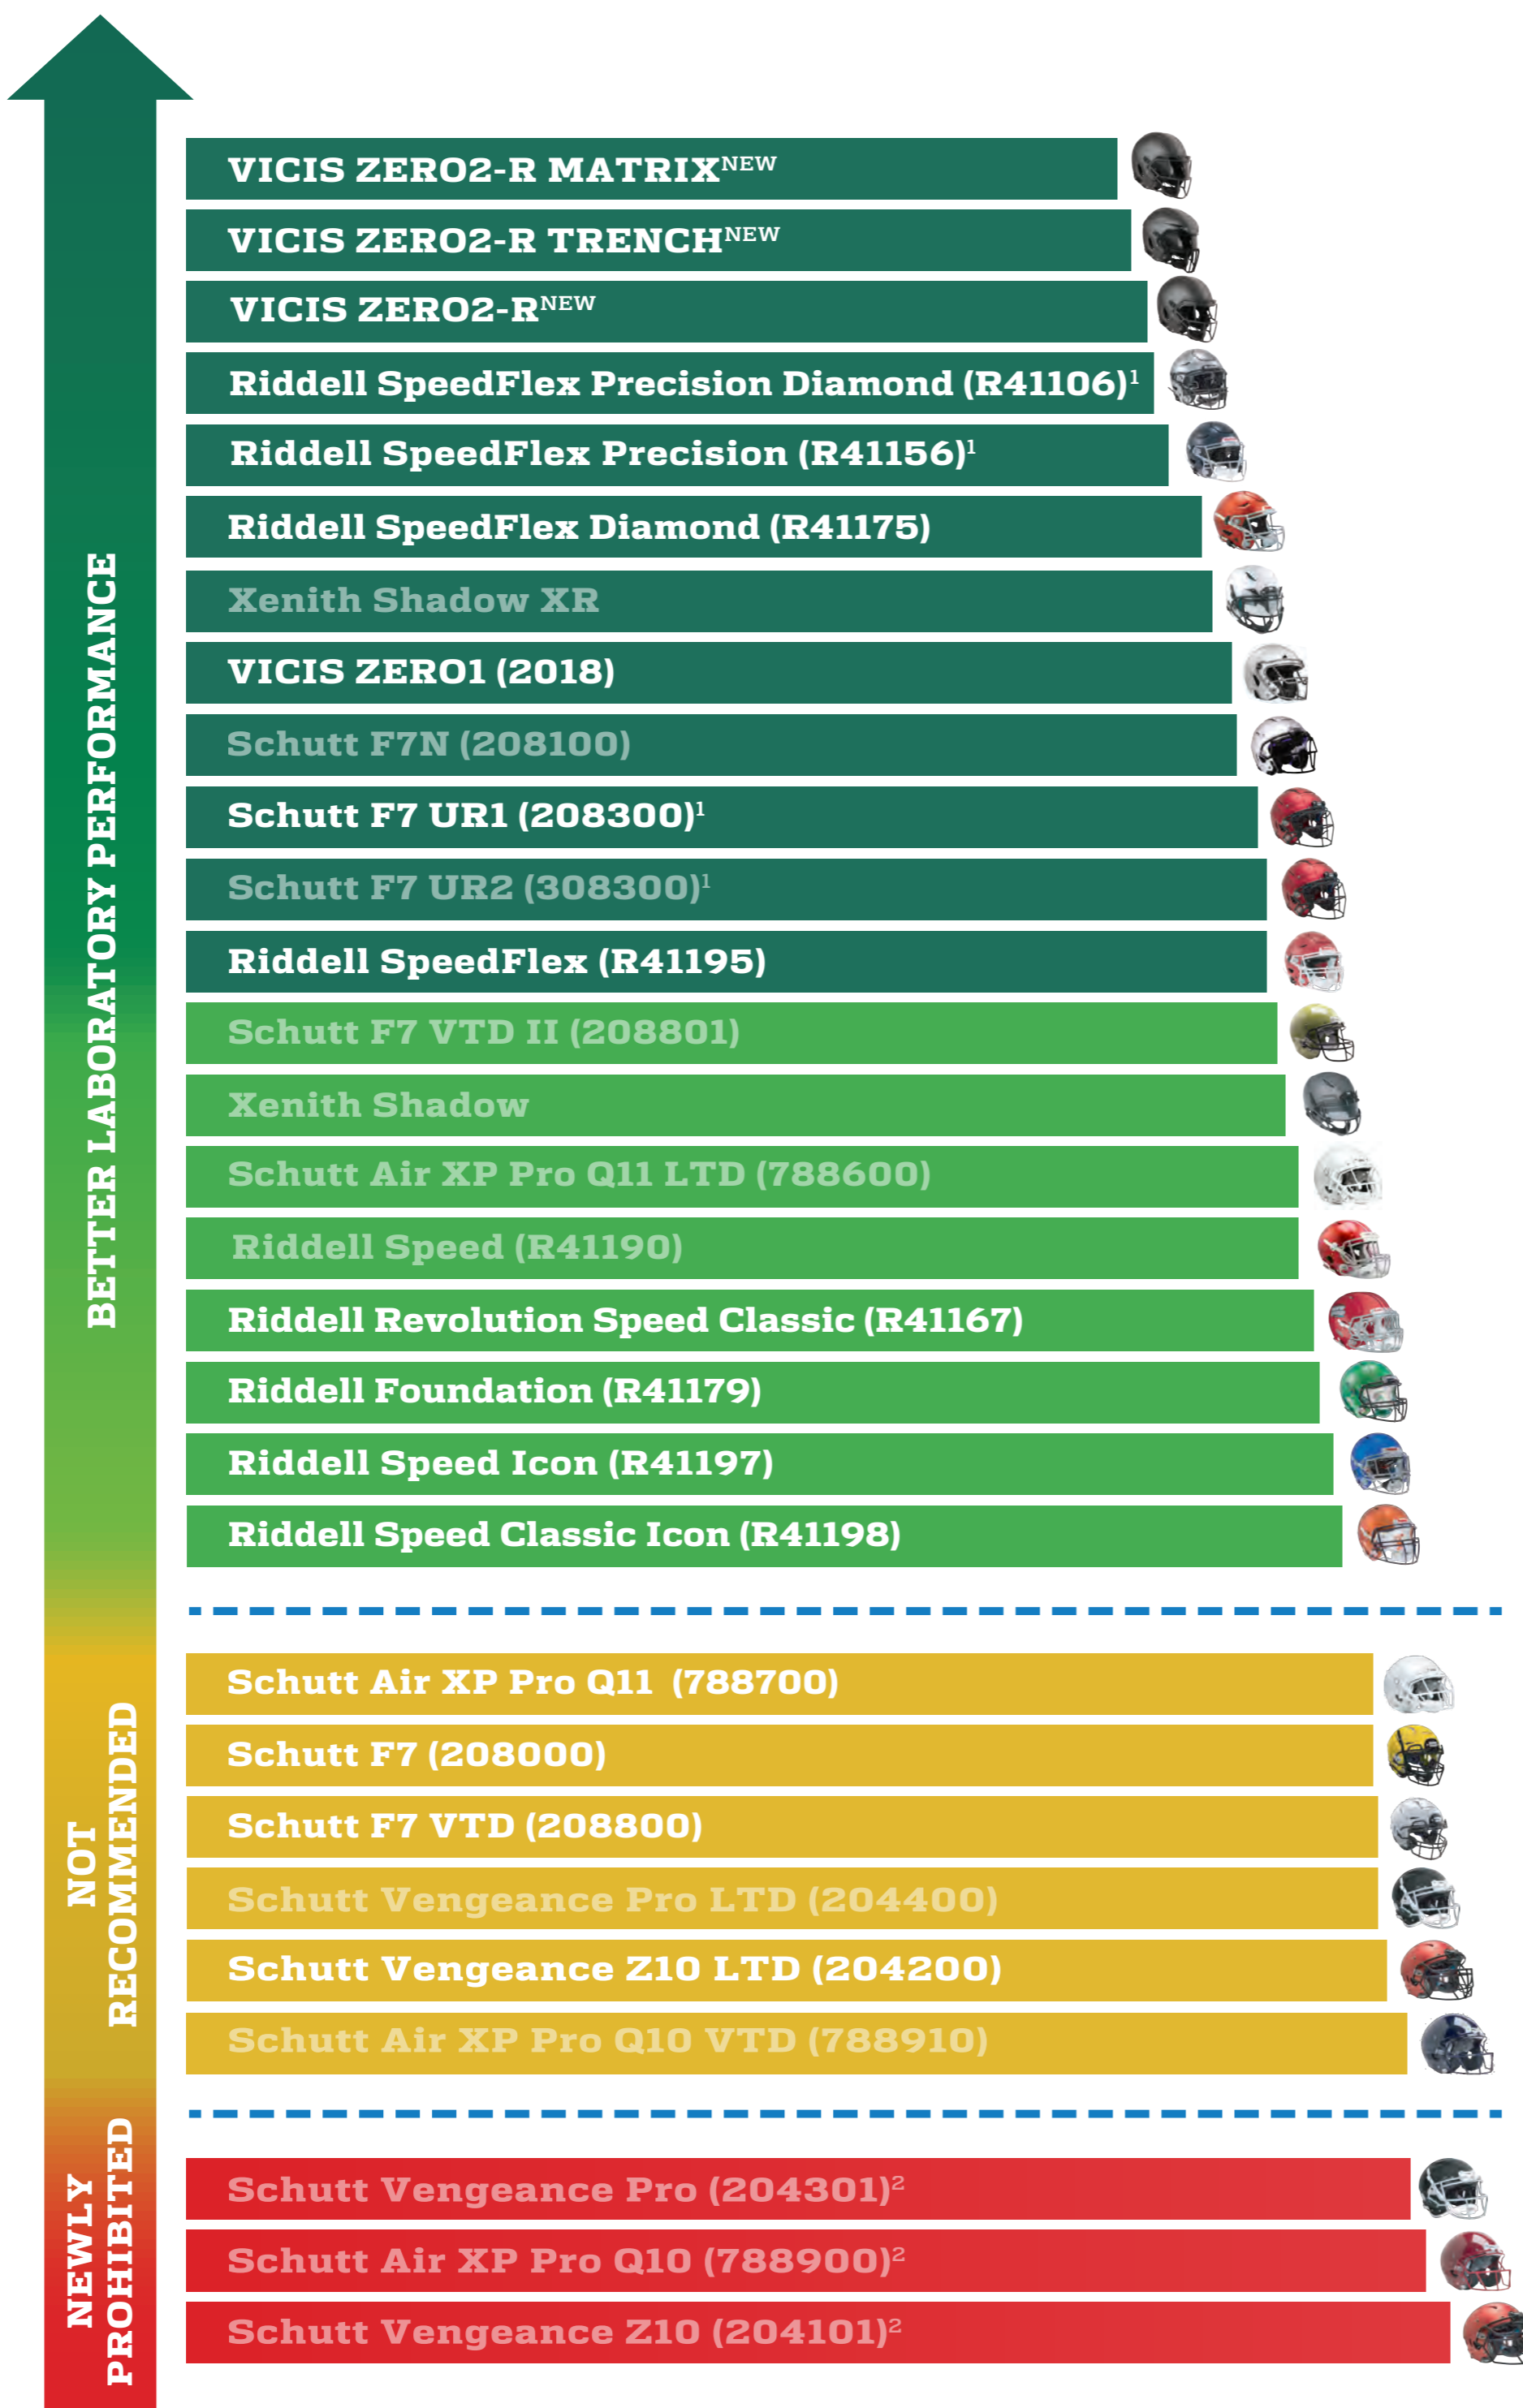 VICIS ZERO2-R MATRIXNEW
VICIS ZERO2-R TRENCHNEW
VICIS ZERO2-RNEW
Riddell SpeedFlex Precision Diamond (R41106)1
Riddell SpeedFlex Precision (R41156)1
Riddell SpeedFlex Diamond (R41175)
Xenith Shadow XR
VICIS ZERO1 (2018)
Schutt F7N (208100)
Schutt F7 UR1 (208300)1
Schutt F7 UR2 (308300)1
Riddell SpeedFlex (R41195)
Schutt F7 VTD II (208801)
Xenith Shadow
Schutt Air XP Pro Q11 LTD (788600)
Riddell Speed (R41190)
Riddell Revolution Speed Classic (R41167)
Riddell Foundation (R41179)
Riddell Speed Icon (R41197)
Riddell Speed Classic Icon (R41198)
BETTER LABORATORY PERFORMANCE
Schutt Air XP Pro Q11 (788700)
Schutt F7 (208000)
Schutt F7 VTD (208800)
Schutt Vengeance Pro LTD (204400)
Schutt Vengeance Z10 LTD (204200)
Schutt Air XP Pro Q10 VTD (788910)
NOT
RECOMMENDED
Schutt Vengeance Pro (204301)2
Schutt Air XP Pro Q10 (788900)2
Schutt Vengeance Z10 (204101)2
NEWLY
PROHIBITED